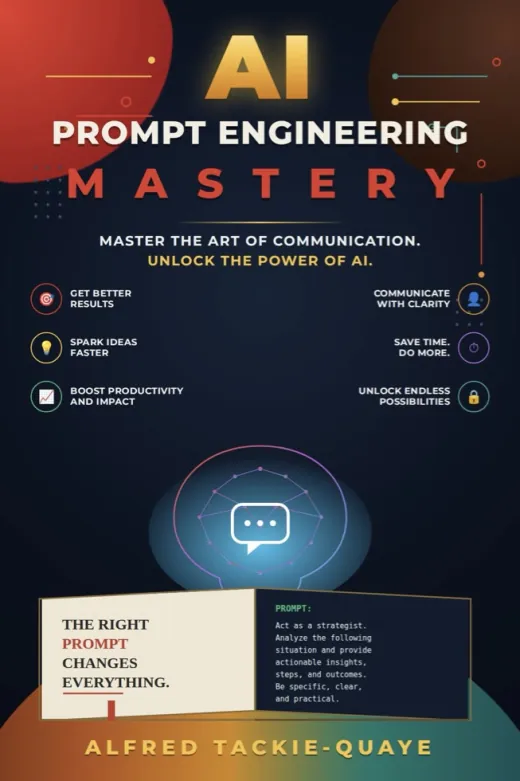 AI
PROMPT ENGINEERING
MASTERY
MASTER THE ART OF COMMUNICATION.
UNLOCK THE POWER OF AI.
GET BETTER
RESULTS
SPARK IDEAS
FASTER
BOOST PRODUCTIVITY
AND IMPACT
COMMUNICATE
WITH CLARITY
SAVE TIME.
DO MORE.
UNLOCK ENDLESS
POSSIBILITIES
THE RIGHT
PROMPT
CHANGES
EVERYTHING.
PROMPT:
Act as a strategist.
Analyze the following
situation and provide
actionable insights,
steps, and outcomes.
Be specific, clear,
and practical.
ALFRED TACKIE-QUAYE